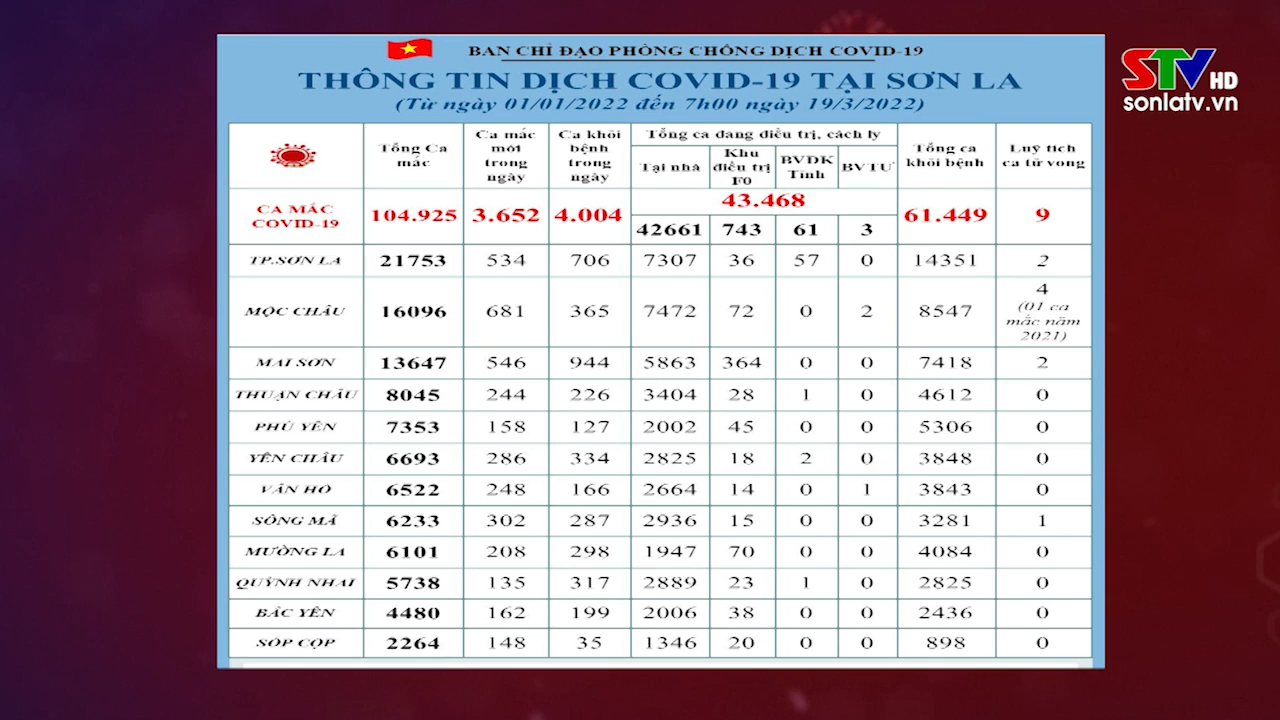 BAN CHỈ ĐẠO PHÒNG CHỐNG DỊCH COVID-19
THÔNG TIN DỊCH COVID-19 TẠI SƠN LA
(Từ ngày 01/01/2022 đến 7h00 ngày 19/3/2022)
STV HD
sonlatv.vn
Tổng Ca mắc
Ca mắc mới trong ngày
Ca khỏi bệnh trong ngày
Tổng ca đang điều trị, cách ly
Tại nhà
Khu điều trị F0
BVĐK Tỉnh
BVTƯ
Tổng ca khỏi bệnh
Luỹ tích ca tử vong
CA MẮC COVID-19 104.925 3.652 4.004 43.468 61.449 9
42661 743 61 3
TP.SƠN LA 21753 534 706 7307 36 57 0 14351 2
MỘC CHÂU 16096 681 365 7472 72 0 2 8547 4
(01 ca
mắc năm
2021)
MAI SƠN 13647 546 944 5863 364 0 0 7418 2
THUẬN CHÂU 8045 244 226 3404 28 1 0 4612 0
PHÙ YÊN 7353 158 127 2002 45 0 0 5306 0
YÊN CHÂU 6693 286 334 2825 18 2 0 3848 0
VÂN HỒ 6522 248 166 2664 14 0 1 3843 0
SÔNG MÃ 6233 302 287 2936 15 0 0 3281 1
MƯỜNG LA 6101 208 298 1947 70 0 0 4084 0
QUỲNH NHAI 5738 135 317 2889 23 1 0 2825 0
BẮC YÊN 4480 162 199 2006 38 0 0 2436 0
SỐP CỘP 2264 148 35 1346 20 0 0 898 0